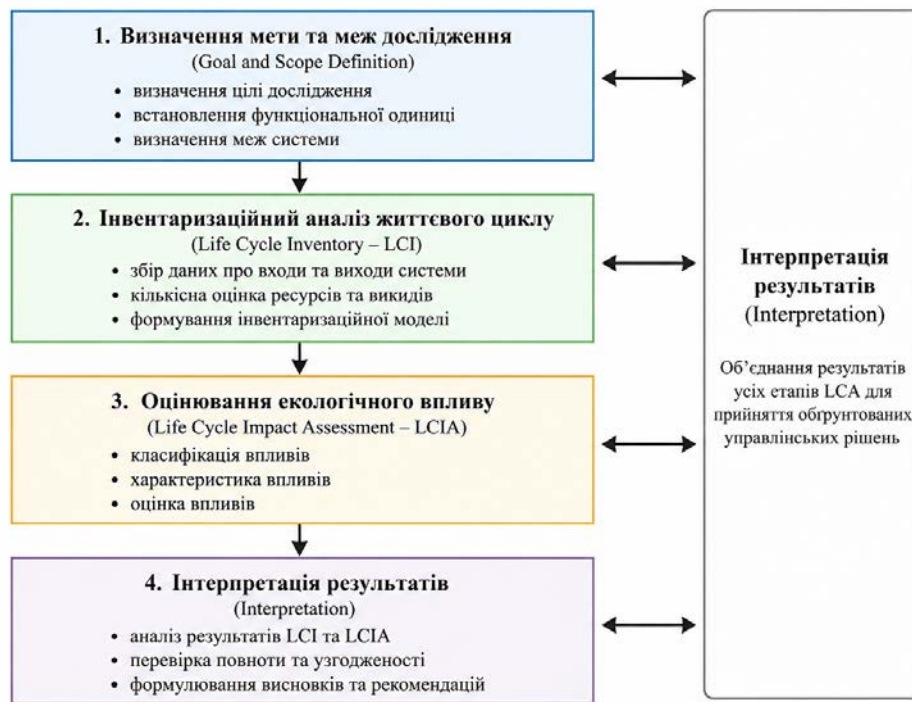 1. Визначення мети та меж дослідження
(Goal and Scope Definition)
• визначення цілі дослідження
• встановлення функціональної одиниці
• визначення меж системи
2. Інвентаризаційний аналіз життєвого циклу
(Life Cycle Inventory – LCI)
• збір даних про входи та виходи системи
• кількісна оцінка ресурсів та викидів
• формування інвентаризаційної моделі
3. Оцінювання екологічного впливу
(Life Cycle Impact Assessment – LCIA)
• класифікація впливів
• характеристика впливів
• оцінка впливів
4. Інтерпретація результатів
(Interpretation)
• аналіз результатів LCI та LCIA
• перевірка повноти та узгодженості
• формулювання висновків та рекомендацій
Інтерпретація
результатів
(Interpretation)
Об’єднання результатів
усіх етапів LCA для
прийняття обґрунтованих
управлінських рішень